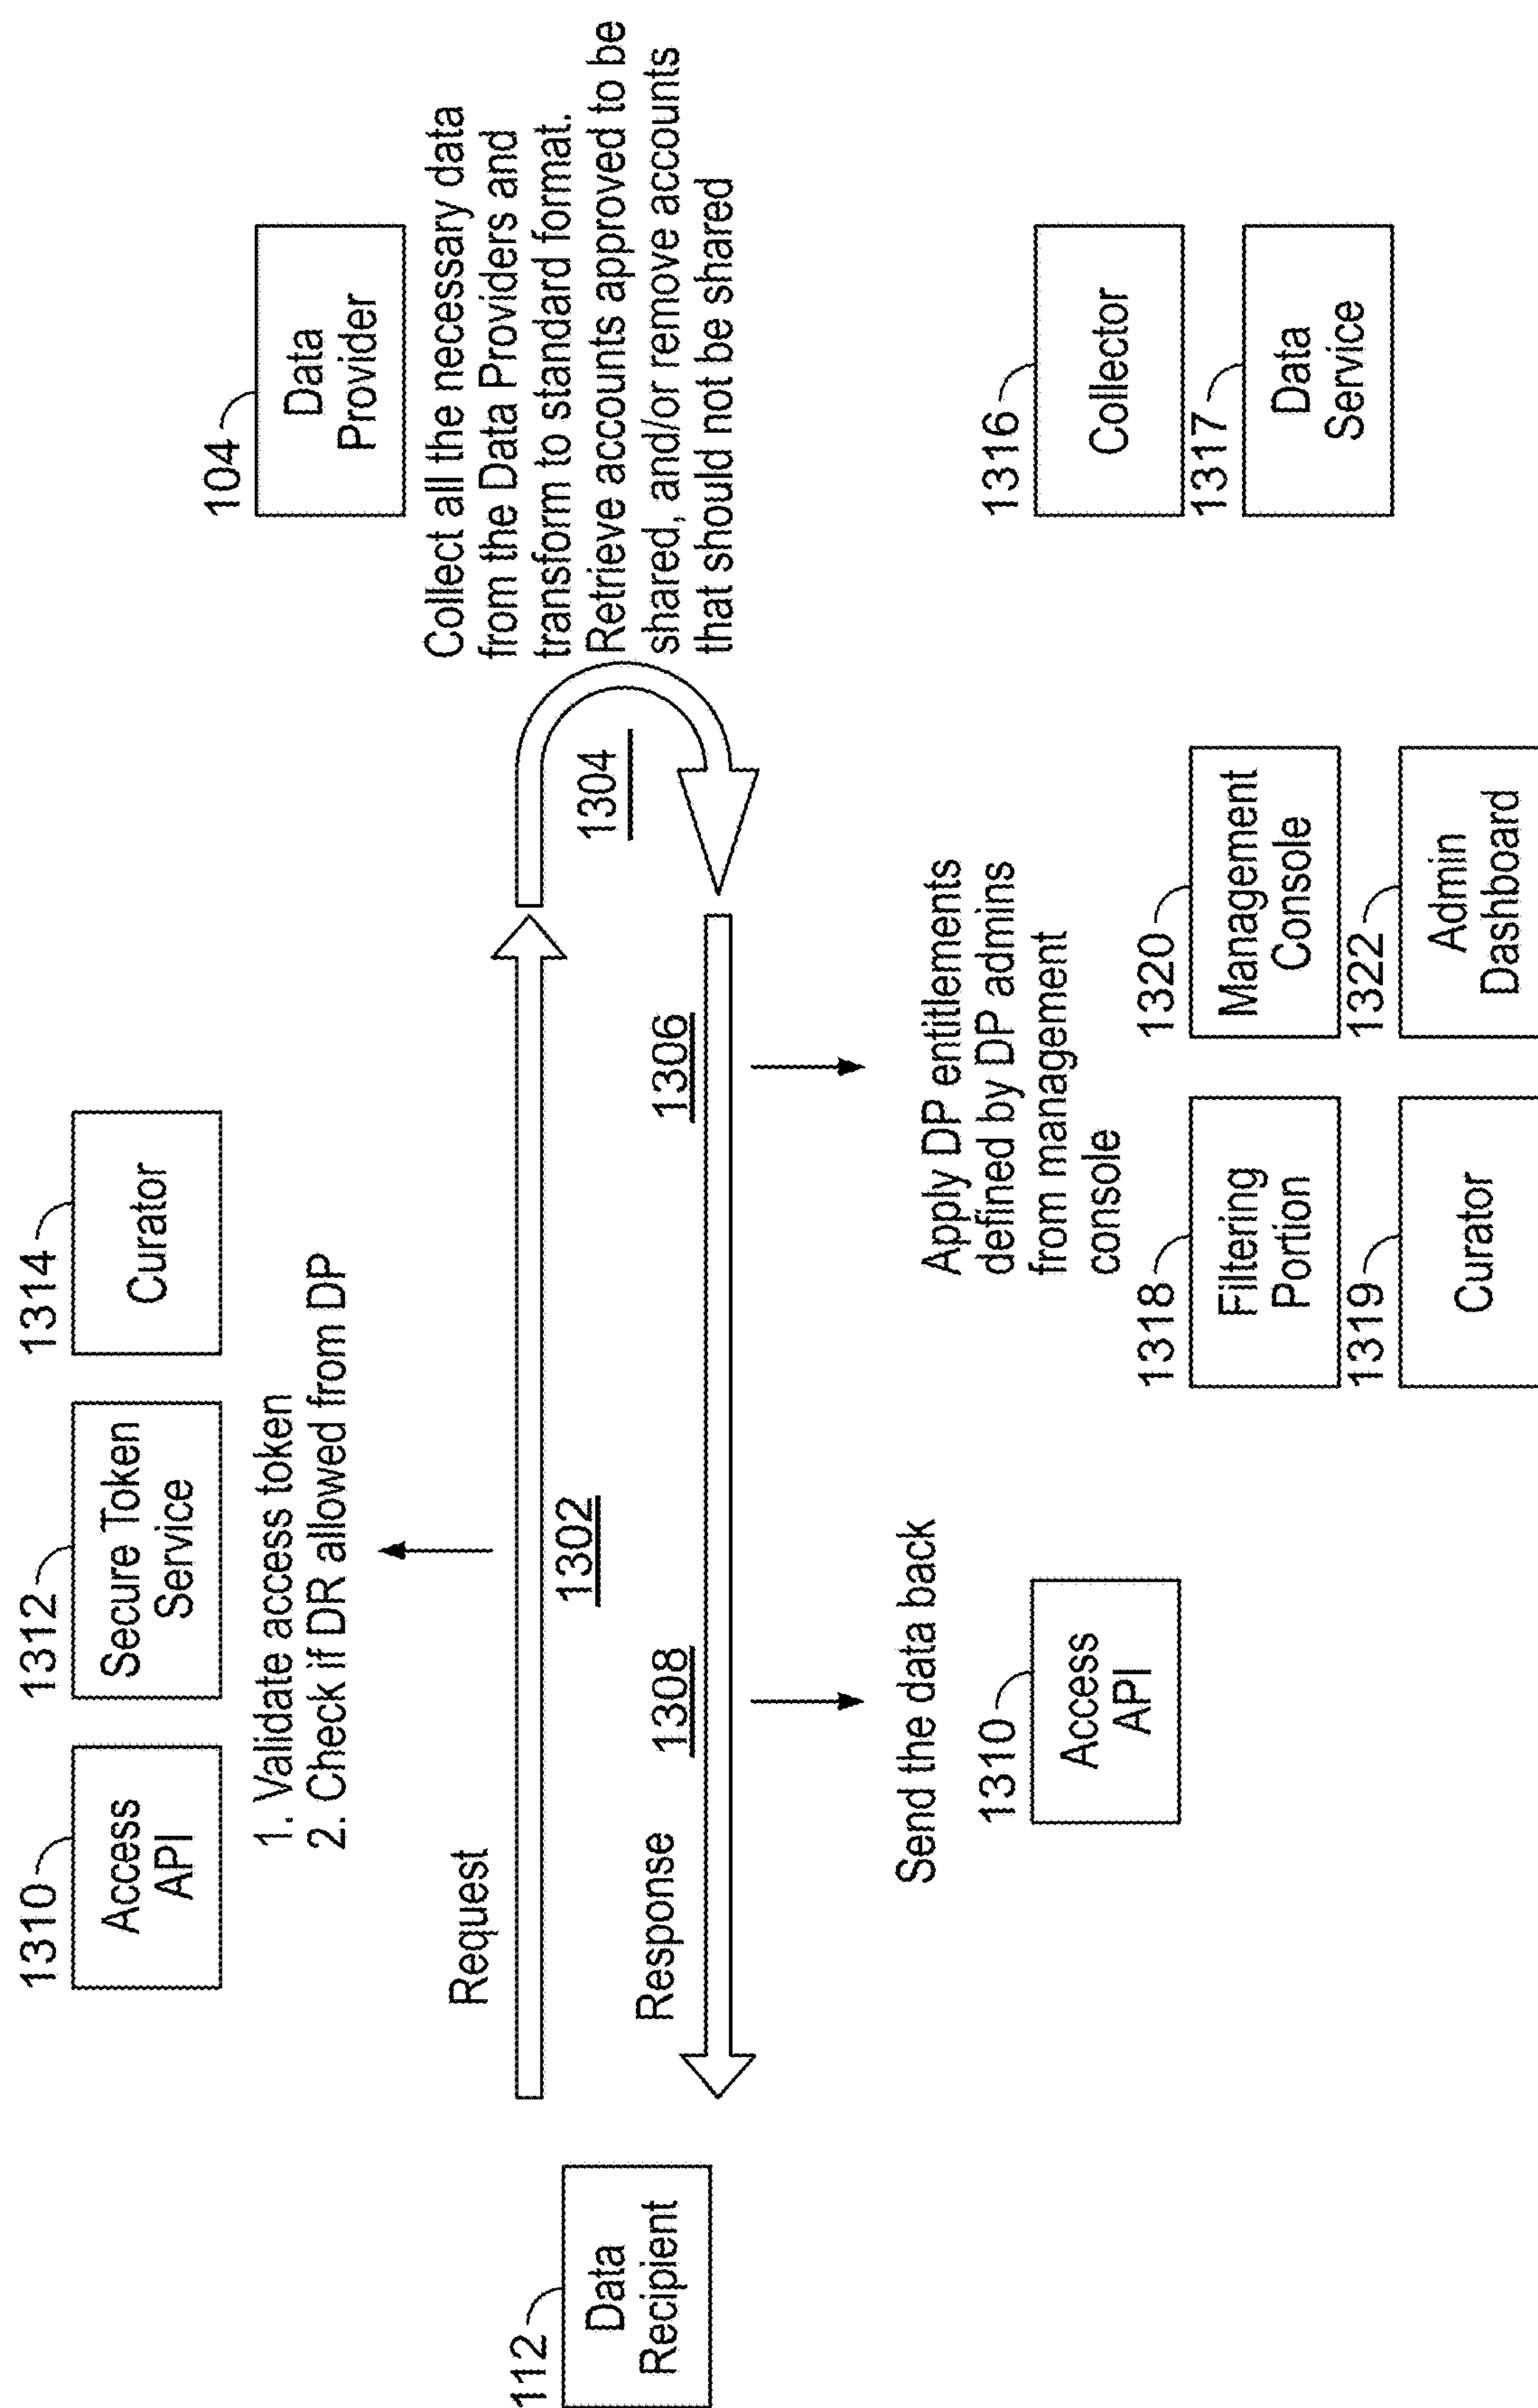 1310
Access
API
1312
Secure Token
Service
1314
Curator
1. Validate access token
2. Check if DR allowed from DP
104
Data
Provider
Collect all the necessary data
from the Data Providers and
transform to standard format.
Retrieve accounts approved to be
shared, and/or remove accounts
that should not be shared
Request
1302
1304
112
Data
Recipient
Response
1308
1306
Send the data back
1310
Access
API
Apply DP entitlements
defined by DP admins
from management
console
1318
Filtering
Portion
1320
Management
Console
1319
Curator
1322
Admin
Dashboard
1316
Collector
1317
Data
Service